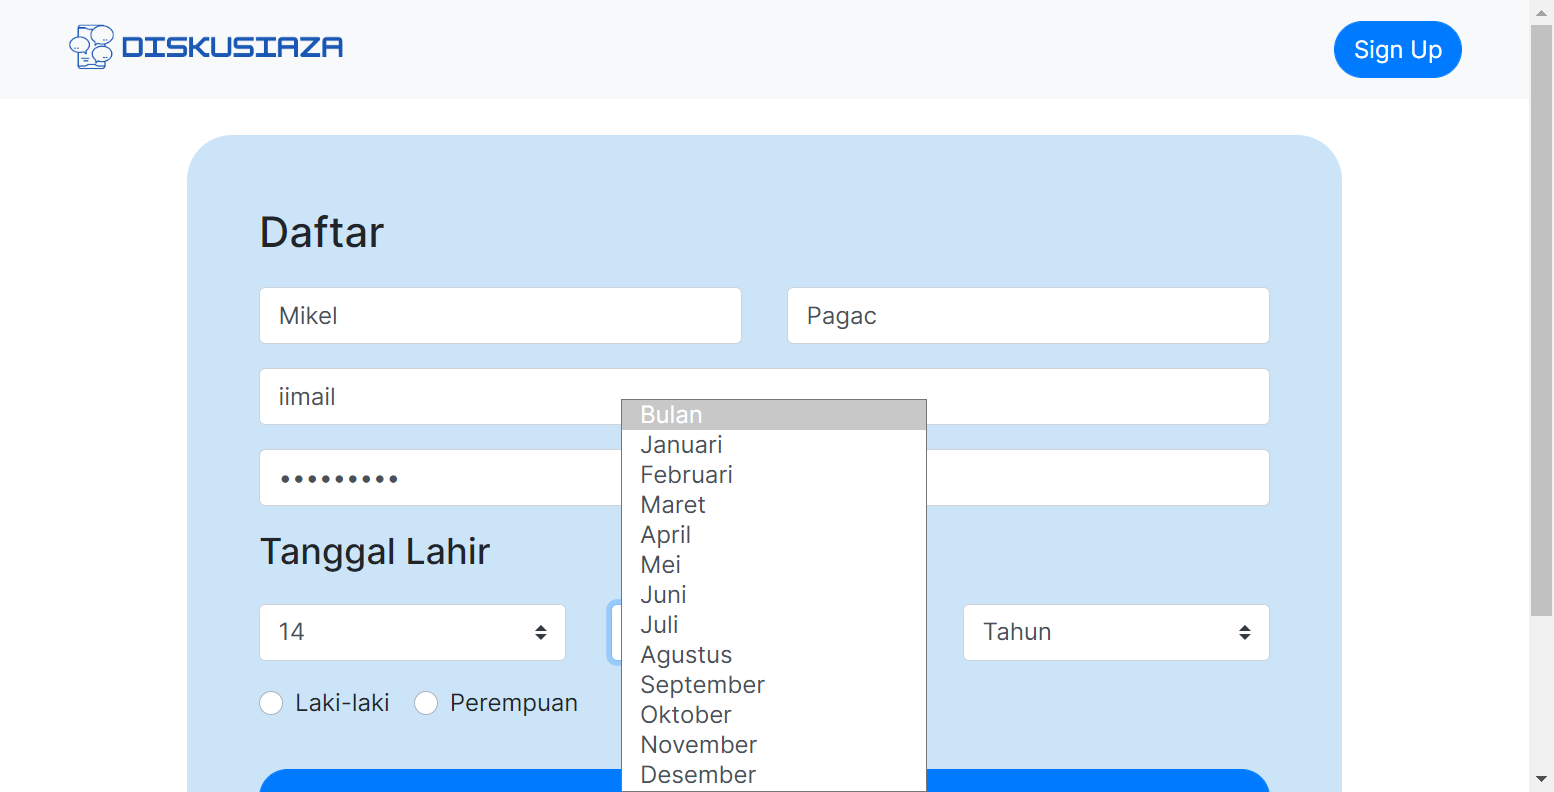 DISKUSIAZA
Sign Up
Daftar
Mikel
Pagac
iimail
•••••••••
Tanggal Lahir
14
Bulan
Januari
Februari
Maret
April
Mei
Juni
Juli
Agustus
September
Oktober
November
Desember
Tahun
Laki-laki
Perempuan